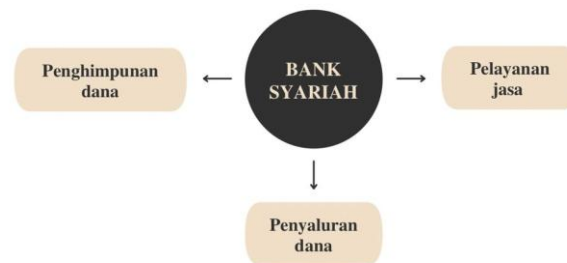 BANK
SYARIAH
Penghimpunan
dana
Pelayanan
jasa
Penyaluran
dana